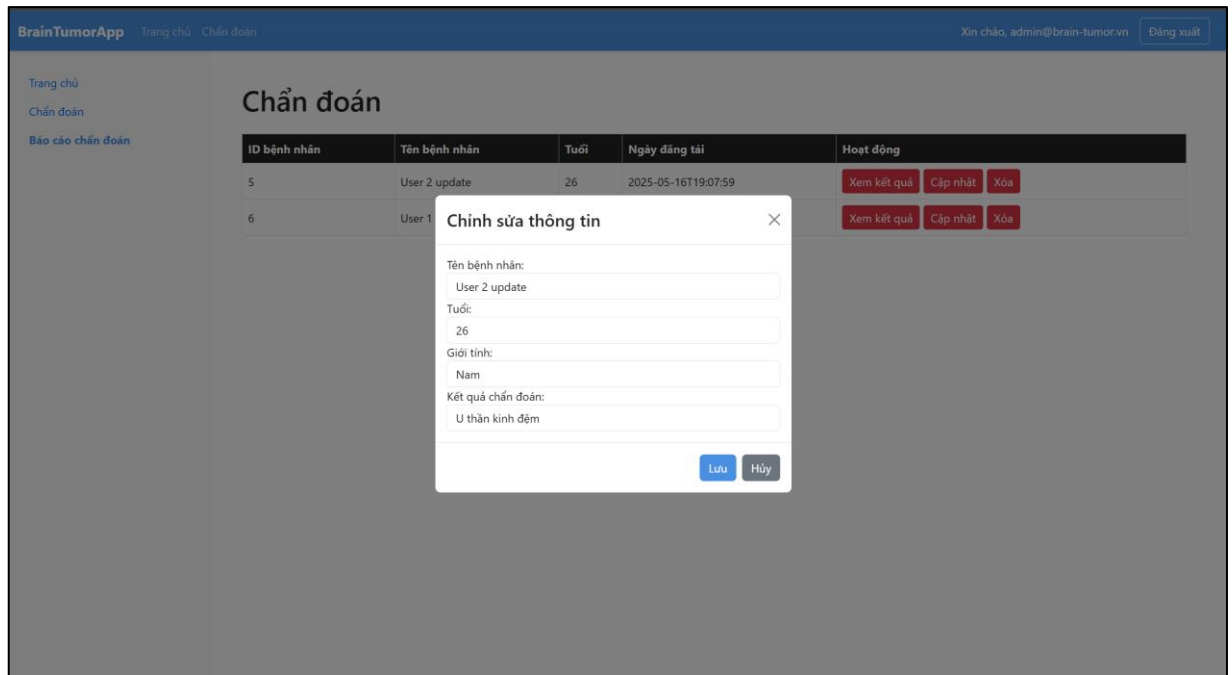 BrainTumorApp Trang chủ Chẩn đoán Xin chào, admin@brain-tumor.vn Đăng xuất
Trang chủ
Chẩn đoán
Báo cáo chẩn đoán
Chẩn đoán
ID bệnh nhân Tên bệnh nhân Tuổi Ngày đăng tải Hoạt động
5 User 2 update 26 2025-05-16T19:07:59 Xem kết quả Cập nhật Xóa
6 User 1 Xem kết quả Cập nhật Xóa
Chỉnh sửa thông tin
Tên bệnh nhân:
User 2 update
Tuổi:
26
Giới tính:
Nam
Kết quả chẩn đoán:
U thần kinh đệm
Lưu Hủy